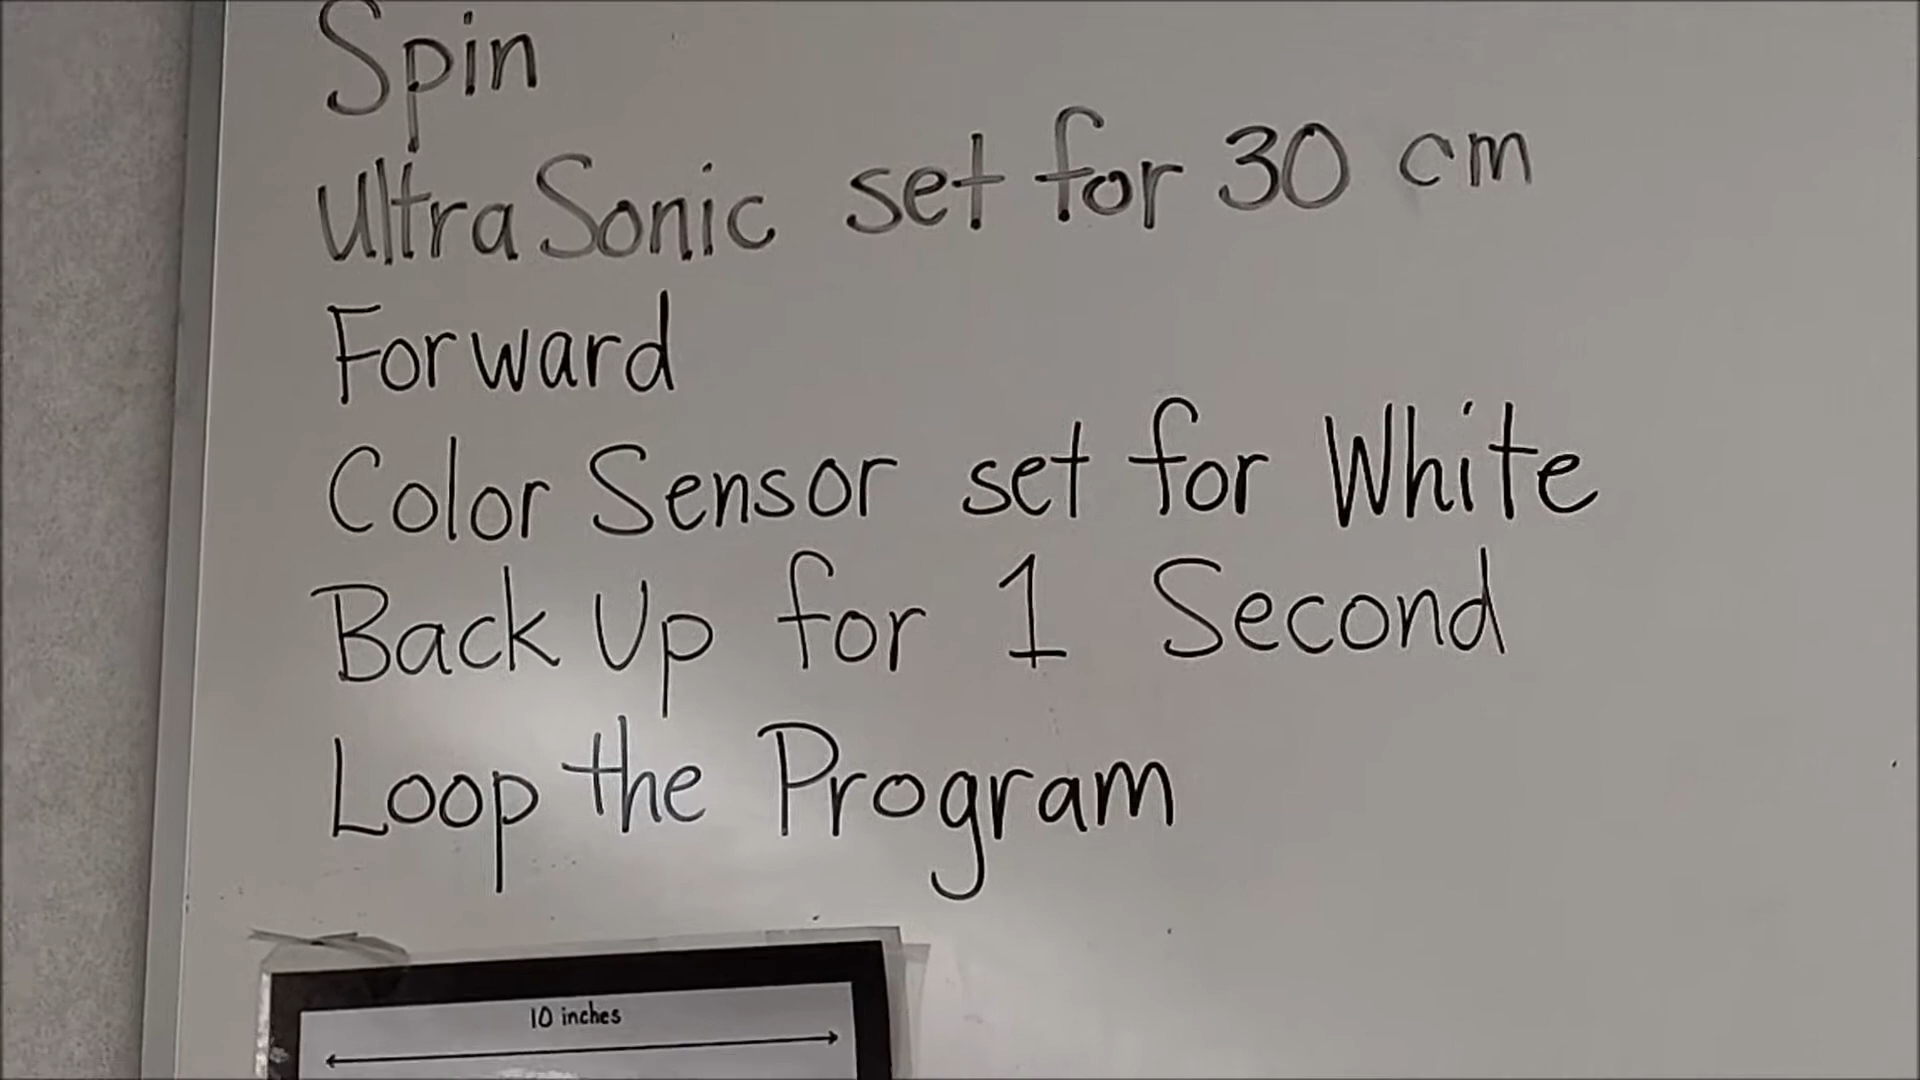 Spin
UltraSonic set for 30 cm
Forward
Color Sensor set for White
Back Up for 1 Second
Loop the Program
10 inches